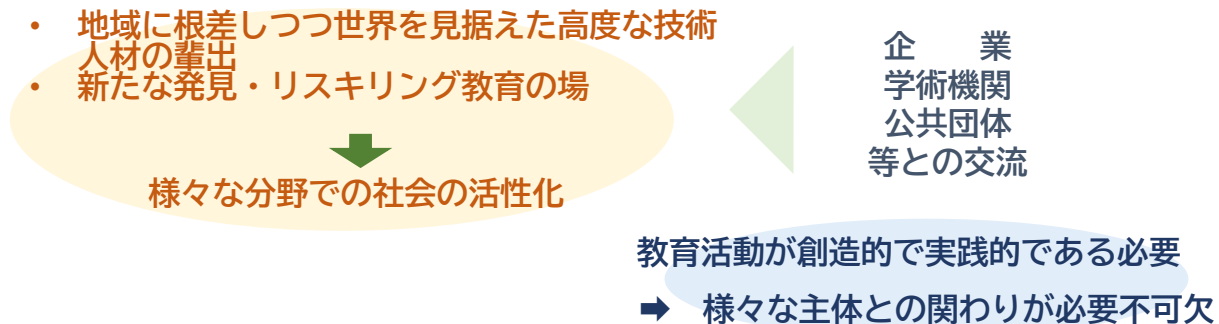 ・ 地域に根差しつつ世界を見据えた高度な技術
人材の輩出
・ 新たな発見・リスキリング教育の場
様々な分野での社会の活性化
企　　業
学術機関
公共団体
等との交流
教育活動が創造的で実践的である必要
➡ 様々な主体との関わりが必要不可欠